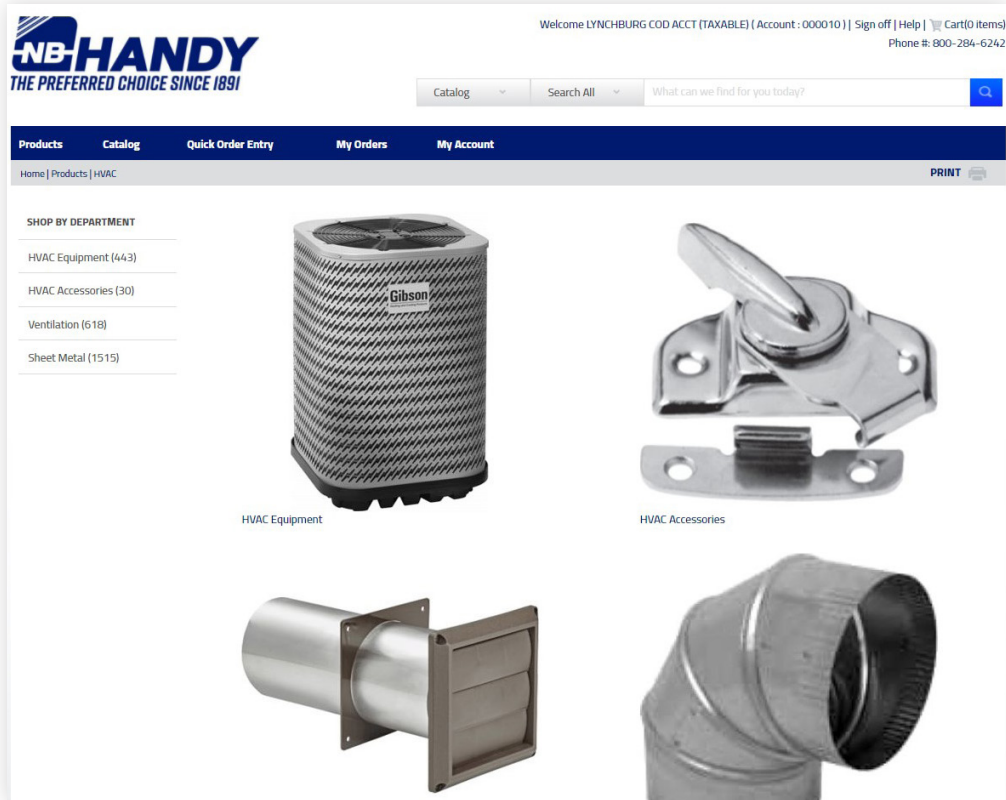 Welcome LYNCHBURG COD ACCT (TAXABLE) ( Account : 000010 ) | Sign off | Help | Cart(0 items)
Phone #: 800-284-6242
NB HANDY
THE PREFERRED CHOICE SINCE 1891
Catalog Search All What can we find for you today?
Products Catalog Quick Order Entry My Orders My Account
Home | Products | HVAC PRINT
SHOP BY DEPARTMENT
HVAC Equipment (443)
HVAC Accessories (30)
Ventilation (618)
Sheet Metal (1515)
Gibson
HVAC Equipment HVAC Accessories